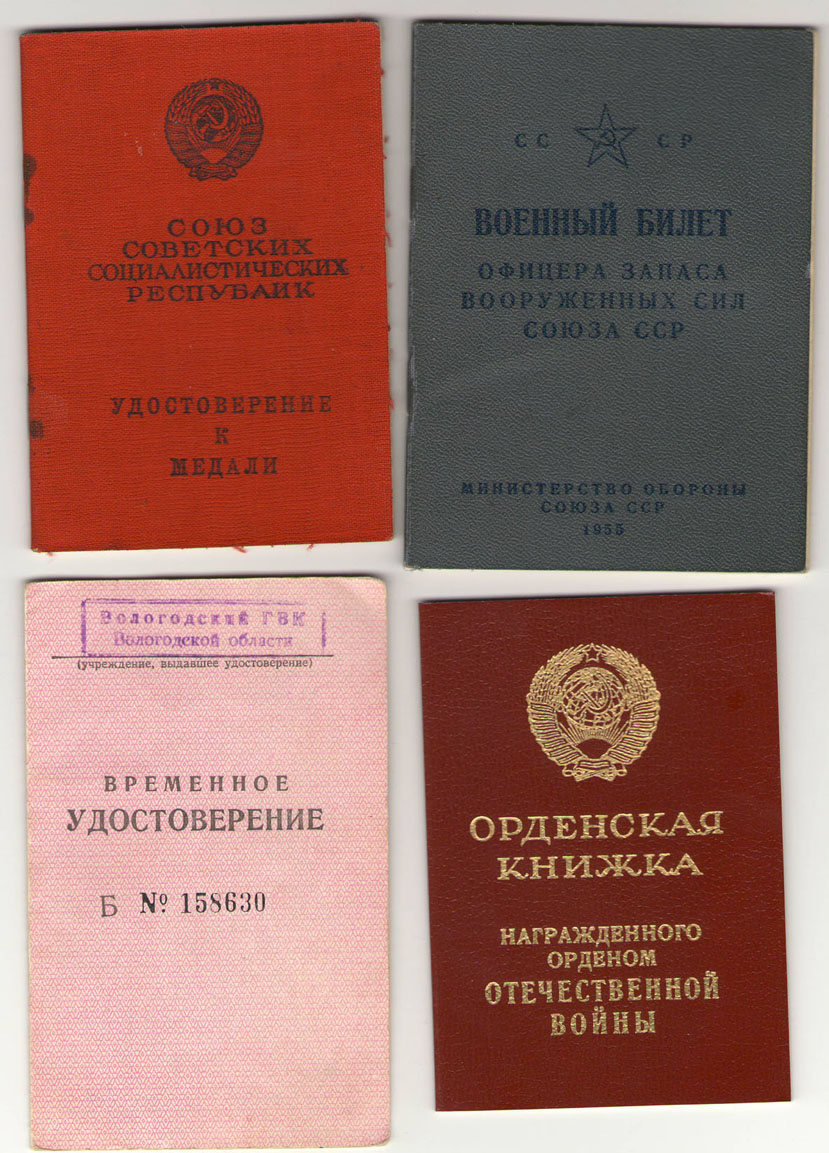 СОЮЗ
СОВЕТСКИХ
СОЦИАЛИСТИЧЕСКИХ
РЕСПУБЛИК
УДОСТОВЕРЕНИЕ
К
МЕДАЛИ
СС СР
ВОЕННЫЙ БИЛЕТ
ОФИЦЕРА ЗАПАСА
ВООРУЖЕННЫХ СИЛ
СОЮЗА ССР
МИНИСТЕРСТВО ОБОРОНЫ
СОЮЗА ССР
1955
Вологодский ГВК
Вологодской области
(учреждение, выдавшее удостоверение)
ВРЕМЕННОЕ
УДОСТОВЕРЕНИЕ
Б № 158630
ОРДЕНСКАЯ
КНИЖКА
НАГРАЖДЕННОГО
ОРДЕНОМ
ОТЕЧЕСТВЕННОЙ
ВОЙНЫ